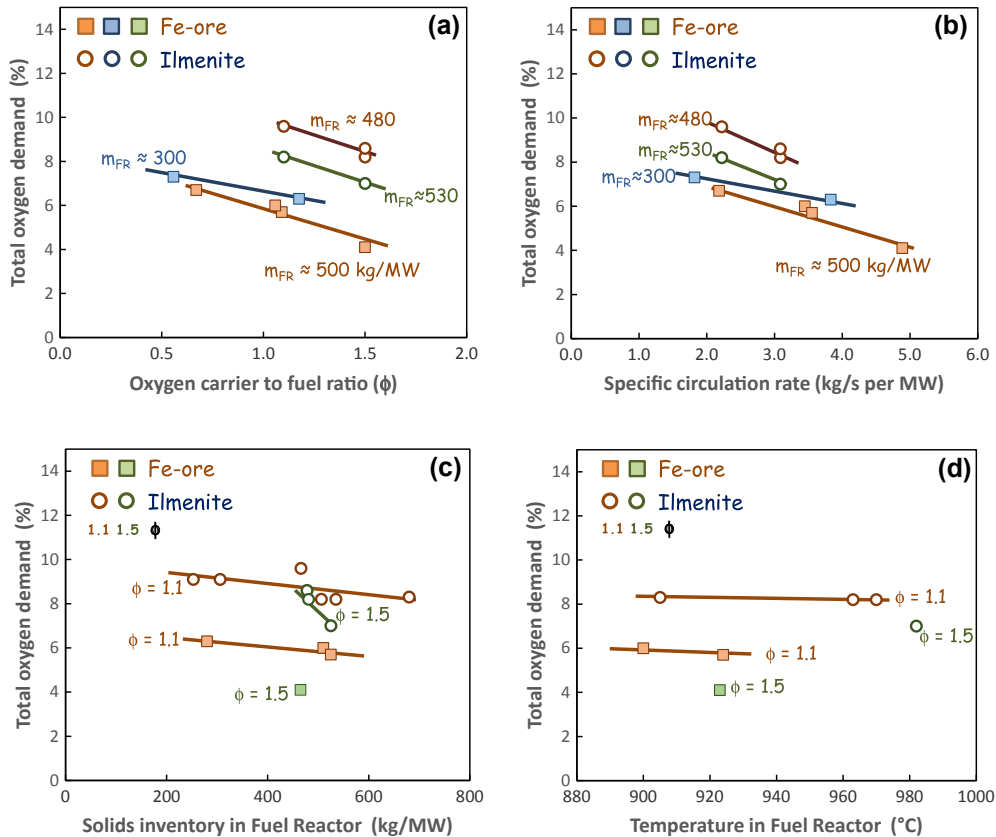 (a)
Fe-ore
Ilmenite
mFR ≈ 480
mFR ≈ 300
mFR≈530
mFR ≈ 500 kg/MW
Total oxygen demand (%)
0
2
4
6
8
10
12
14
0.0 0.5 1.0 1.5 2.0
Oxygen carrier to fuel ratio (ϕ)
(b)
Fe-ore
Ilmenite
mFR≈480
mFR≈530
mFR≈300
mFR ≈ 500 kg/MW
Total oxygen demand (%)
0
2
4
6
8
10
12
14
0.0 1.0 2.0 3.0 4.0 5.0 6.0
Specific circulation rate (kg/s per MW)
(c)
Fe-ore
Ilmenite
1.1 1.5 ϕ
ϕ = 1.1
ϕ = 1.5
ϕ = 1.1
ϕ = 1.5
Total oxygen demand (%)
0
2
4
6
8
10
12
14
0 200 400 600 800
Solids inventory in Fuel Reactor (kg/MW)
(d)
Fe-ore
Ilmenite
1.1 1.5 ϕ
ϕ = 1.1
ϕ = 1.5
ϕ = 1.1
ϕ = 1.5
Total oxygen demand (%)
0
2
4
6
8
10
12
14
880 900 920 940 960 980 1000
Temperature in Fuel Reactor (°C)